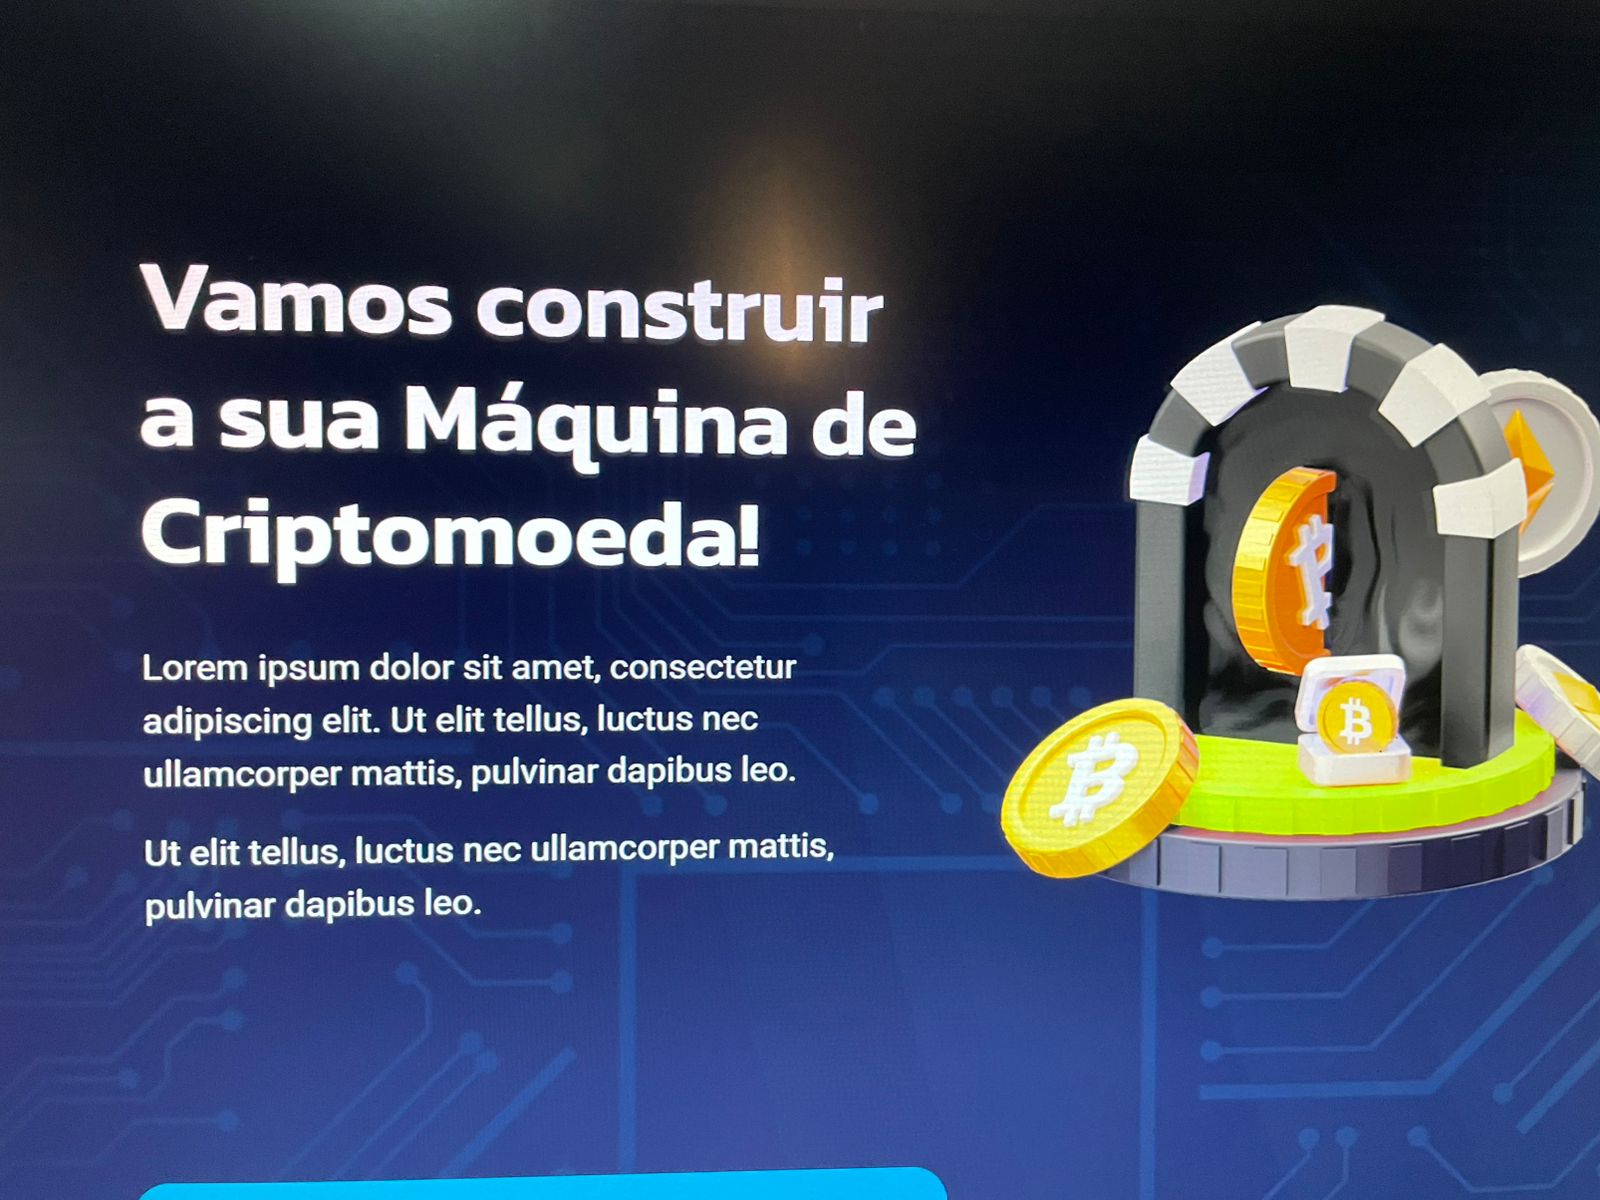 Vamos construir
a sua Máquina de
Criptomoeda!
Lorem ipsum dolor sit amet, consectetur
adipiscing elit. Ut elit tellus, luctus nec
ullamcorper mattis, pulvinar dapibus leo.
Ut elit tellus, luctus nec ullamcorper mattis,
pulvinar dapibus leo.